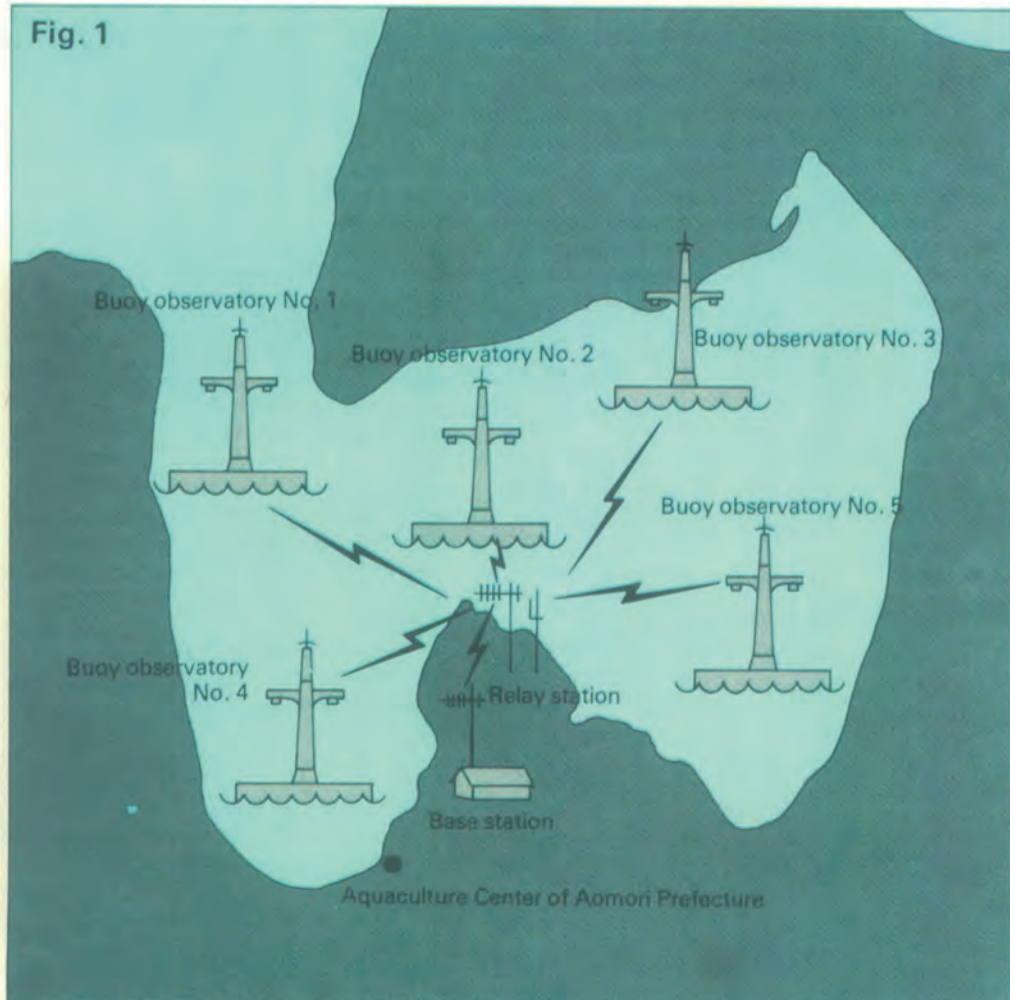 Fig. 1
Buoy observatory No. 1
Buoy observatory No. 2
Buoy observatory No. 3
Buoy observatory No. 5
Buoy observatory
No. 4
Relay station
Base station
Aquaculture Center of Aomori Prefecture